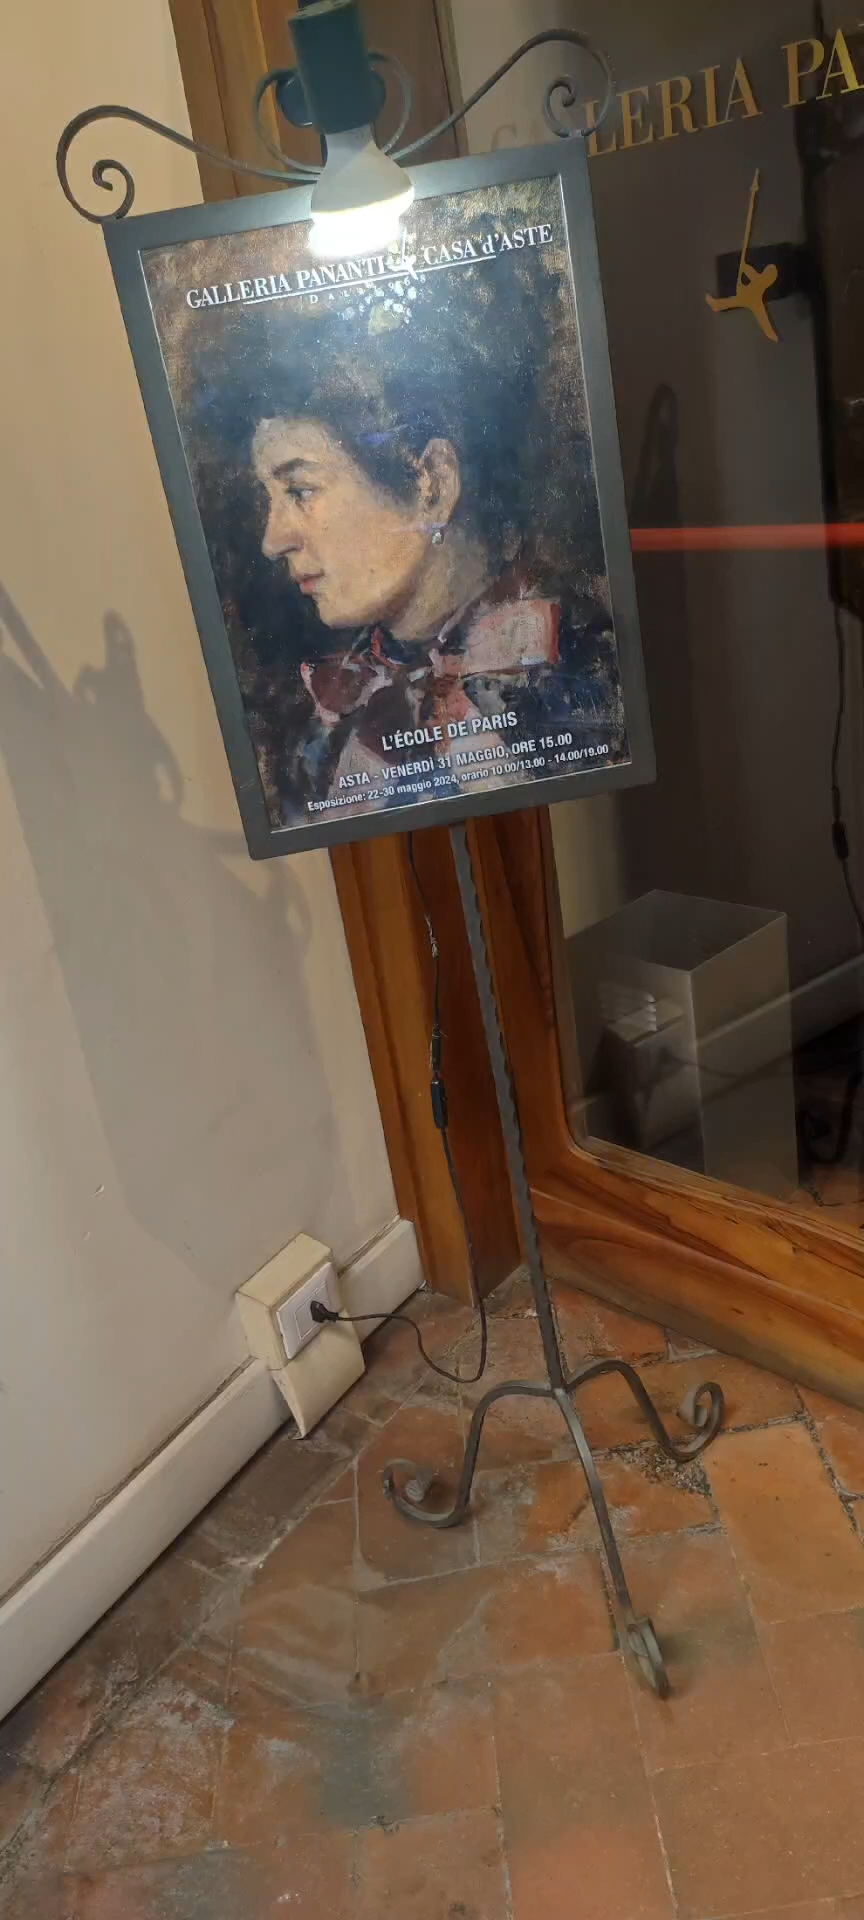 GALLERIA PA
GALLERIA PANANTI CASA d'ASTE
L'ÉCOLE DE PARIS
ASTA - VENERDÌ 31 MAGGIO, ORE 15.00
Esposizione: 22-30 maggio 2024, orario 10.00/13.00 - 14.00/19.00